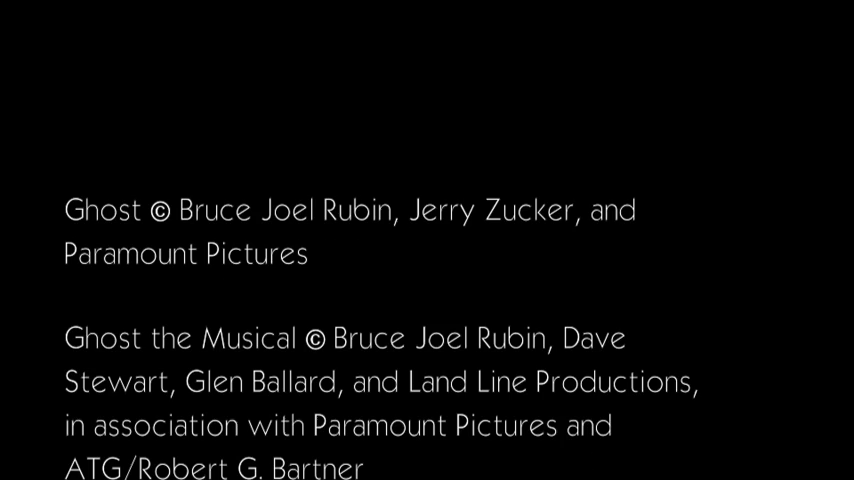 Ghost © Bruce Joel Rubin, Jerry Zucker, and
Paramount Pictures
Ghost the Musical © Bruce Joel Rubin, Dave
Stewart, Glen Ballard, and Land Line Productions,
in association with Paramount Pictures and
ATG/Robert G. Bartner